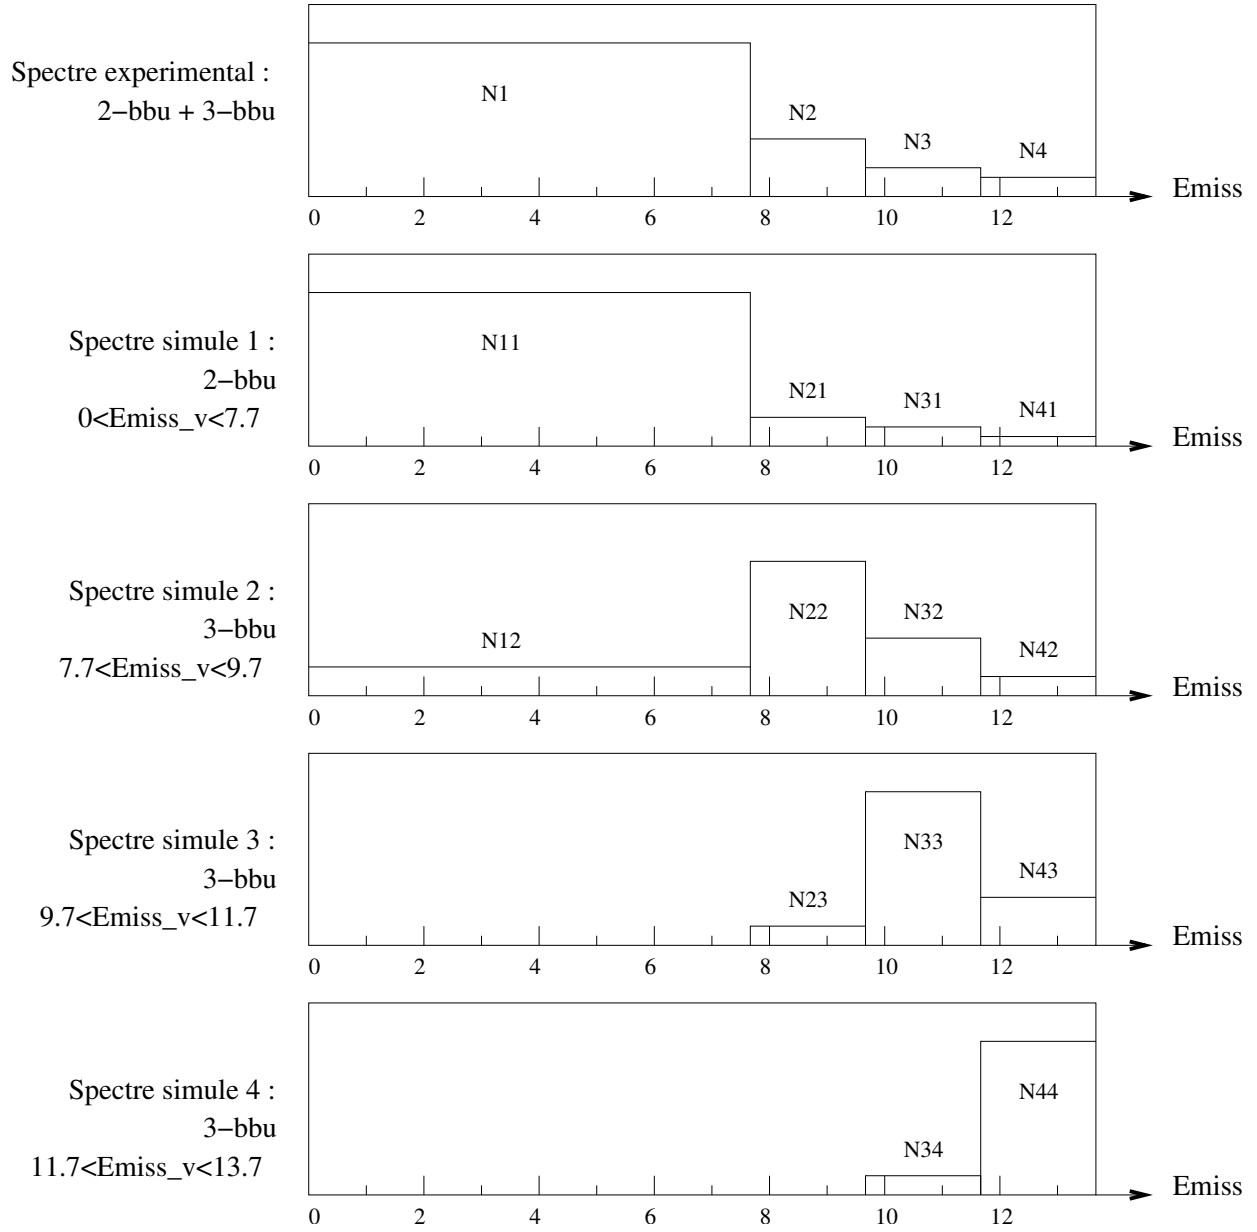 Spectre experimental :
2−bbu + 3−bbu
N1
N2
N3
N4
Emiss
0 2 4 6 8 10 12
Spectre simule 1 :
2−bbu
0<Emiss_v<7.7
N11
N21
N31
N41
Emiss
0 2 4 6 8 10 12
Spectre simule 2 :
3−bbu
7.7<Emiss_v<9.7
N12
N22
N32
N42
Emiss
0 2 4 6 8 10 12
Spectre simule 3 :
3−bbu
9.7<Emiss_v<11.7
N23
N33
N43
Emiss
0 2 4 6 8 10 12
Spectre simule 4 :
3−bbu
11.7<Emiss_v<13.7
N34
N44
Emiss
0 2 4 6 8 10 12